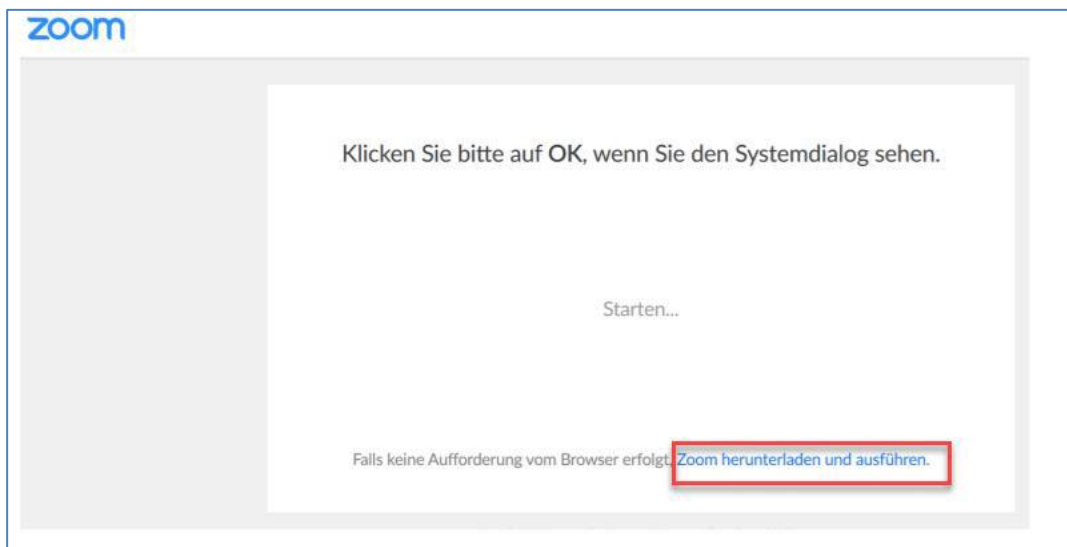 zoom
Klicken Sie bitte auf OK, wenn Sie den Systemdialog sehen.
Starten...
Falls keine Aufforderung vom Browser erfolgt, Zoom herunterladen und ausführen.